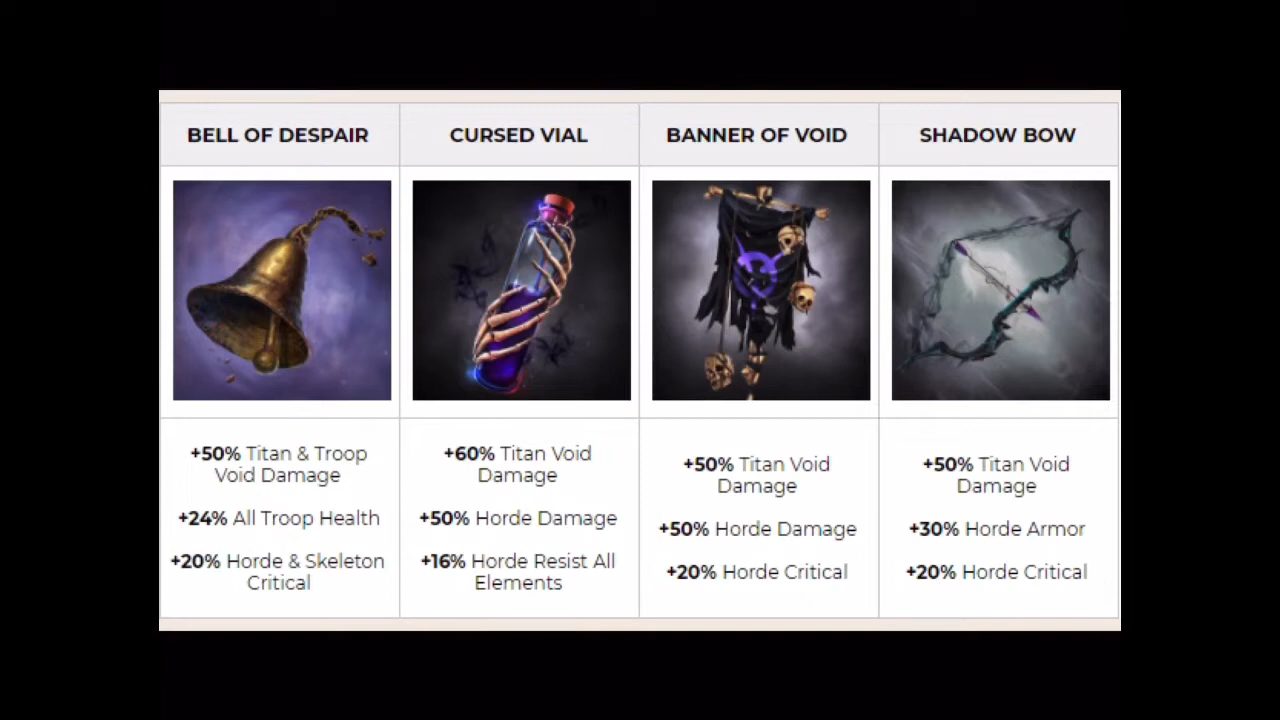 BELL OF DESPAIR
CURSED VIAL
BANNER OF VOID
SHADOW BOW
+50% Titan & Troop
Void Damage
+24% All Troop Health
+20% Horde & Skeleton
Critical
+60% Titan Void
Damage
+50% Horde Damage
+16% Horde Resist All
Elements
+50% Titan Void
Damage
+50% Horde Damage
+20% Horde Critical
+50% Titan Void
Damage
+30% Horde Armor
+20% Horde Critical